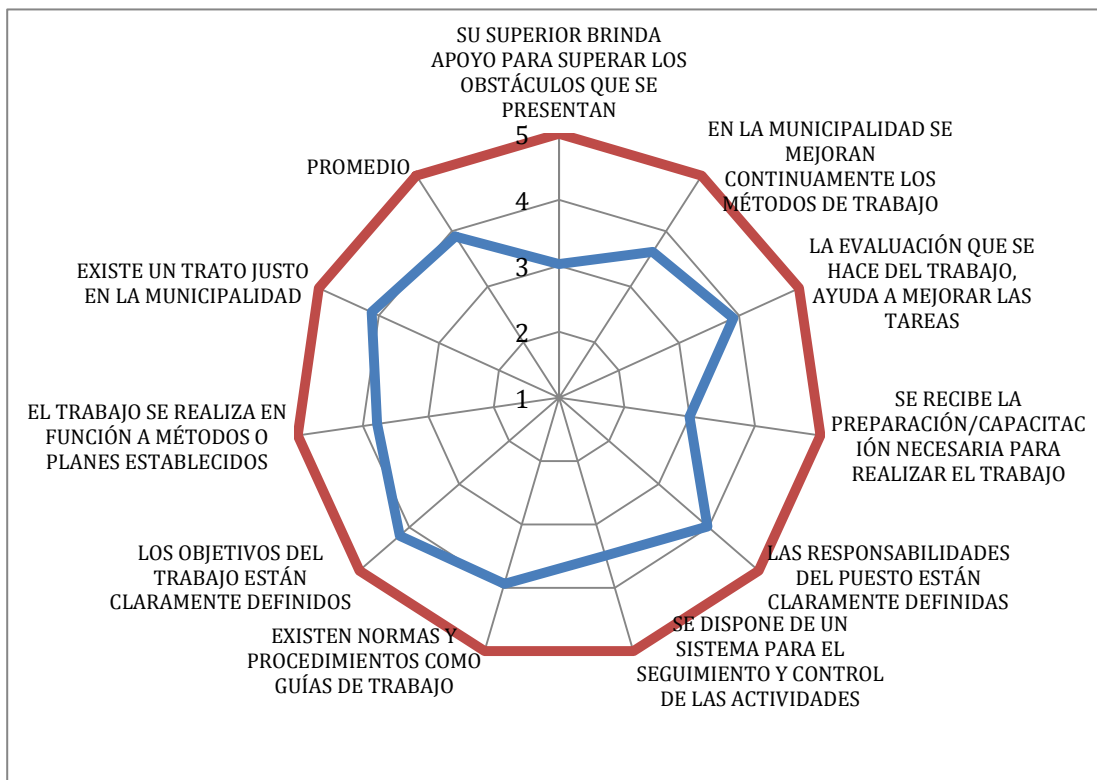 SU SUPERIOR BRINDA
APOYO PARA SUPERAR LOS
OBSTÁCULOS QUE SE
PRESENTAN
EN LA MUNICIPALIDAD SE
MEJORAN
CONTINUAMENTE LOS
MÉTODOS DE TRABAJO
LA EVALUACIÓN QUE SE
HACE DEL TRABAJO,
AYUDA A MEJORAR LAS
TAREAS
SE RECIBE LA
PREPARACIÓN/CAPACITAC
IÓN NECESARIA PARA
REALIZAR EL TRABAJO
LAS RESPONSABILIDADES
DEL PUESTO ESTÁN
CLARAMENTE DEFINIDAS
SE DISPONE DE UN
SISTEMA PARA EL
SEGUIMIENTO Y CONTROL
DE LAS ACTIVIDADES
EXISTEN NORMAS Y
PROCEDIMIENTOS COMO
GUÍAS DE TRABAJO
LOS OBJETIVOS DEL
TRABAJO ESTÁN
CLARAMENTE DEFINIDOS
EL TRABAJO SE REALIZA EN
FUNCIÓN A MÉTODOS O
PLANES ESTABLECIDOS
EXISTE UN TRATO JUSTO
EN LA MUNICIPALIDAD
PROMEDIO
5
4
3
2
1